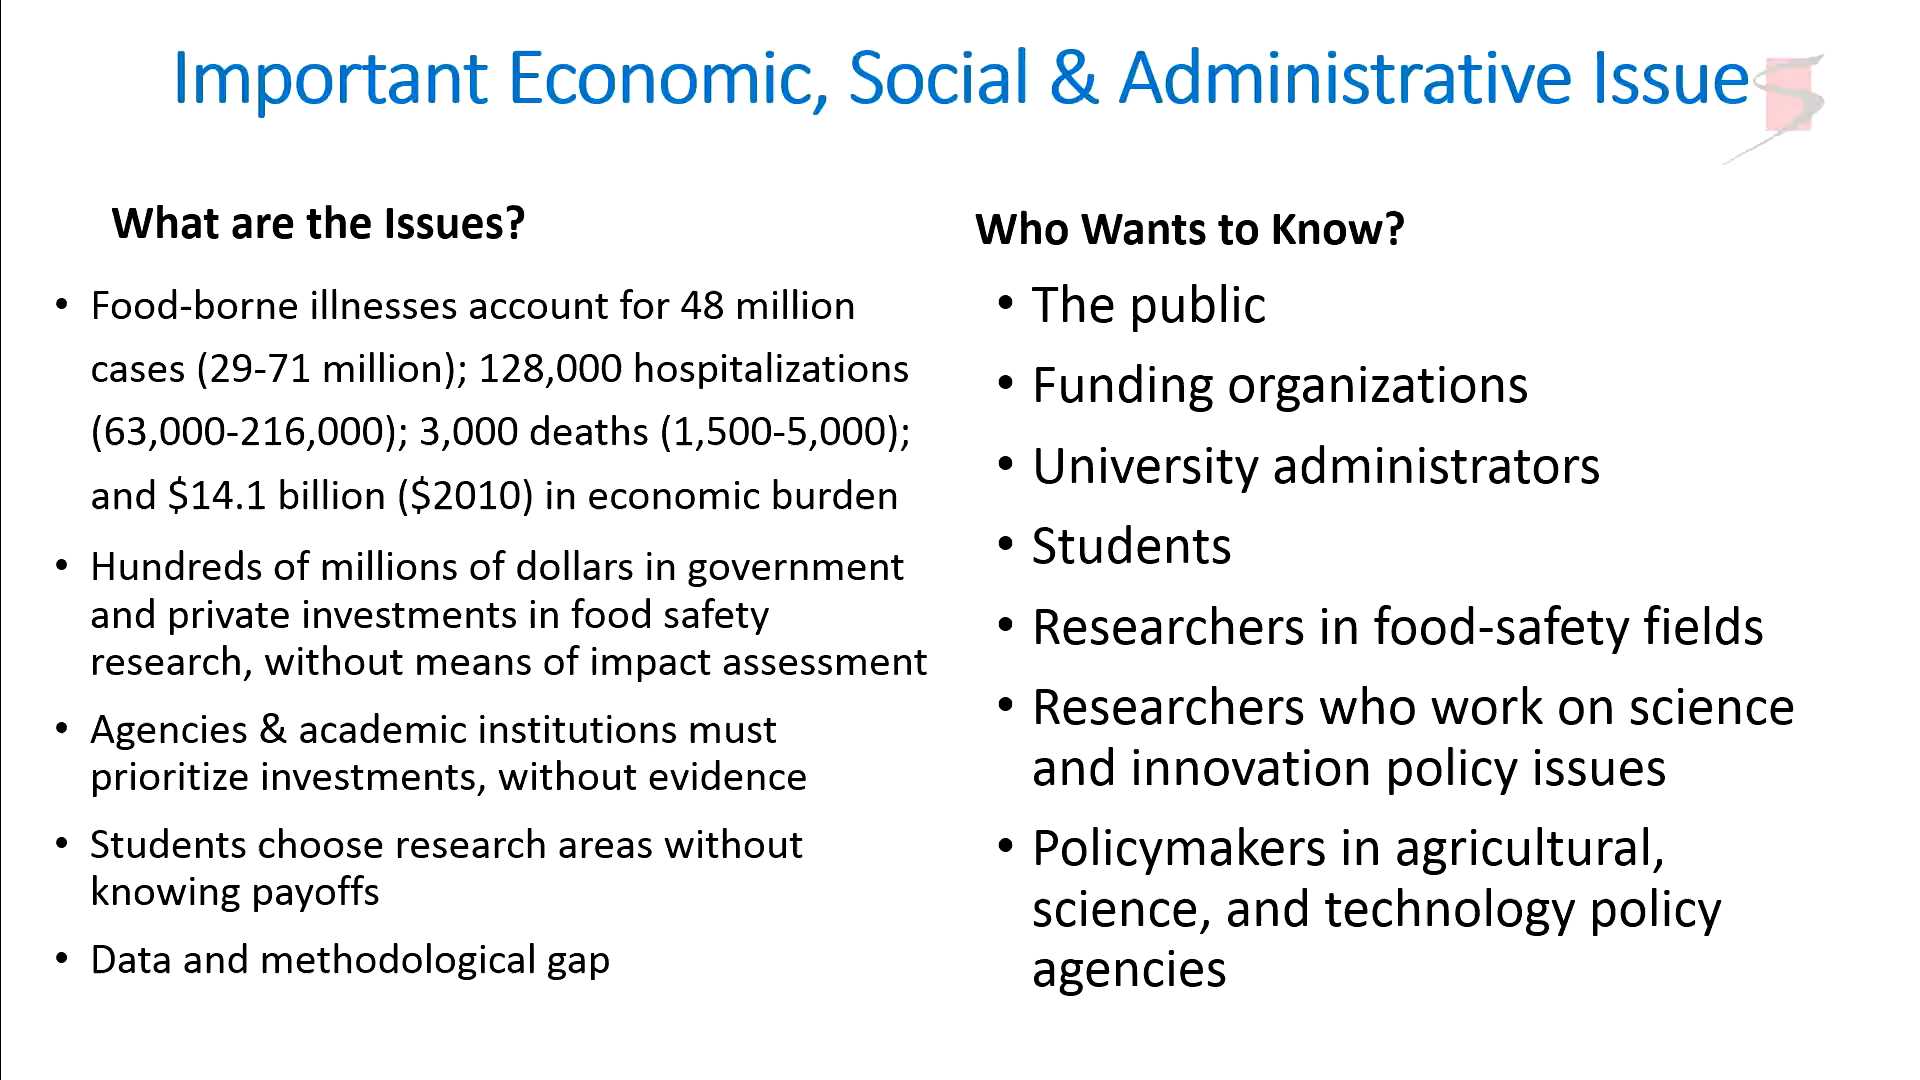 Important Economic, Social & Administrative Issue
What are the Issues?
• Food-borne illnesses account for 48 million
cases (29-71 million); 128,000 hospitalizations
(63,000-216,000); 3,000 deaths (1,500-5,000);
and $14.1 billion ($2010) in economic burden
• Hundreds of millions of dollars in government
and private investments in food safety
research, without means of impact assessment
• Agencies & academic institutions must
prioritize investments, without evidence
• Students choose research areas without
knowing payoffs
• Data and methodological gap
Who Wants to Know?
• The public
• Funding organizations
• University administrators
• Students
• Researchers in food-safety fields
• Researchers who work on science
and innovation policy issues
• Policymakers in agricultural,
science, and technology policy
agencies